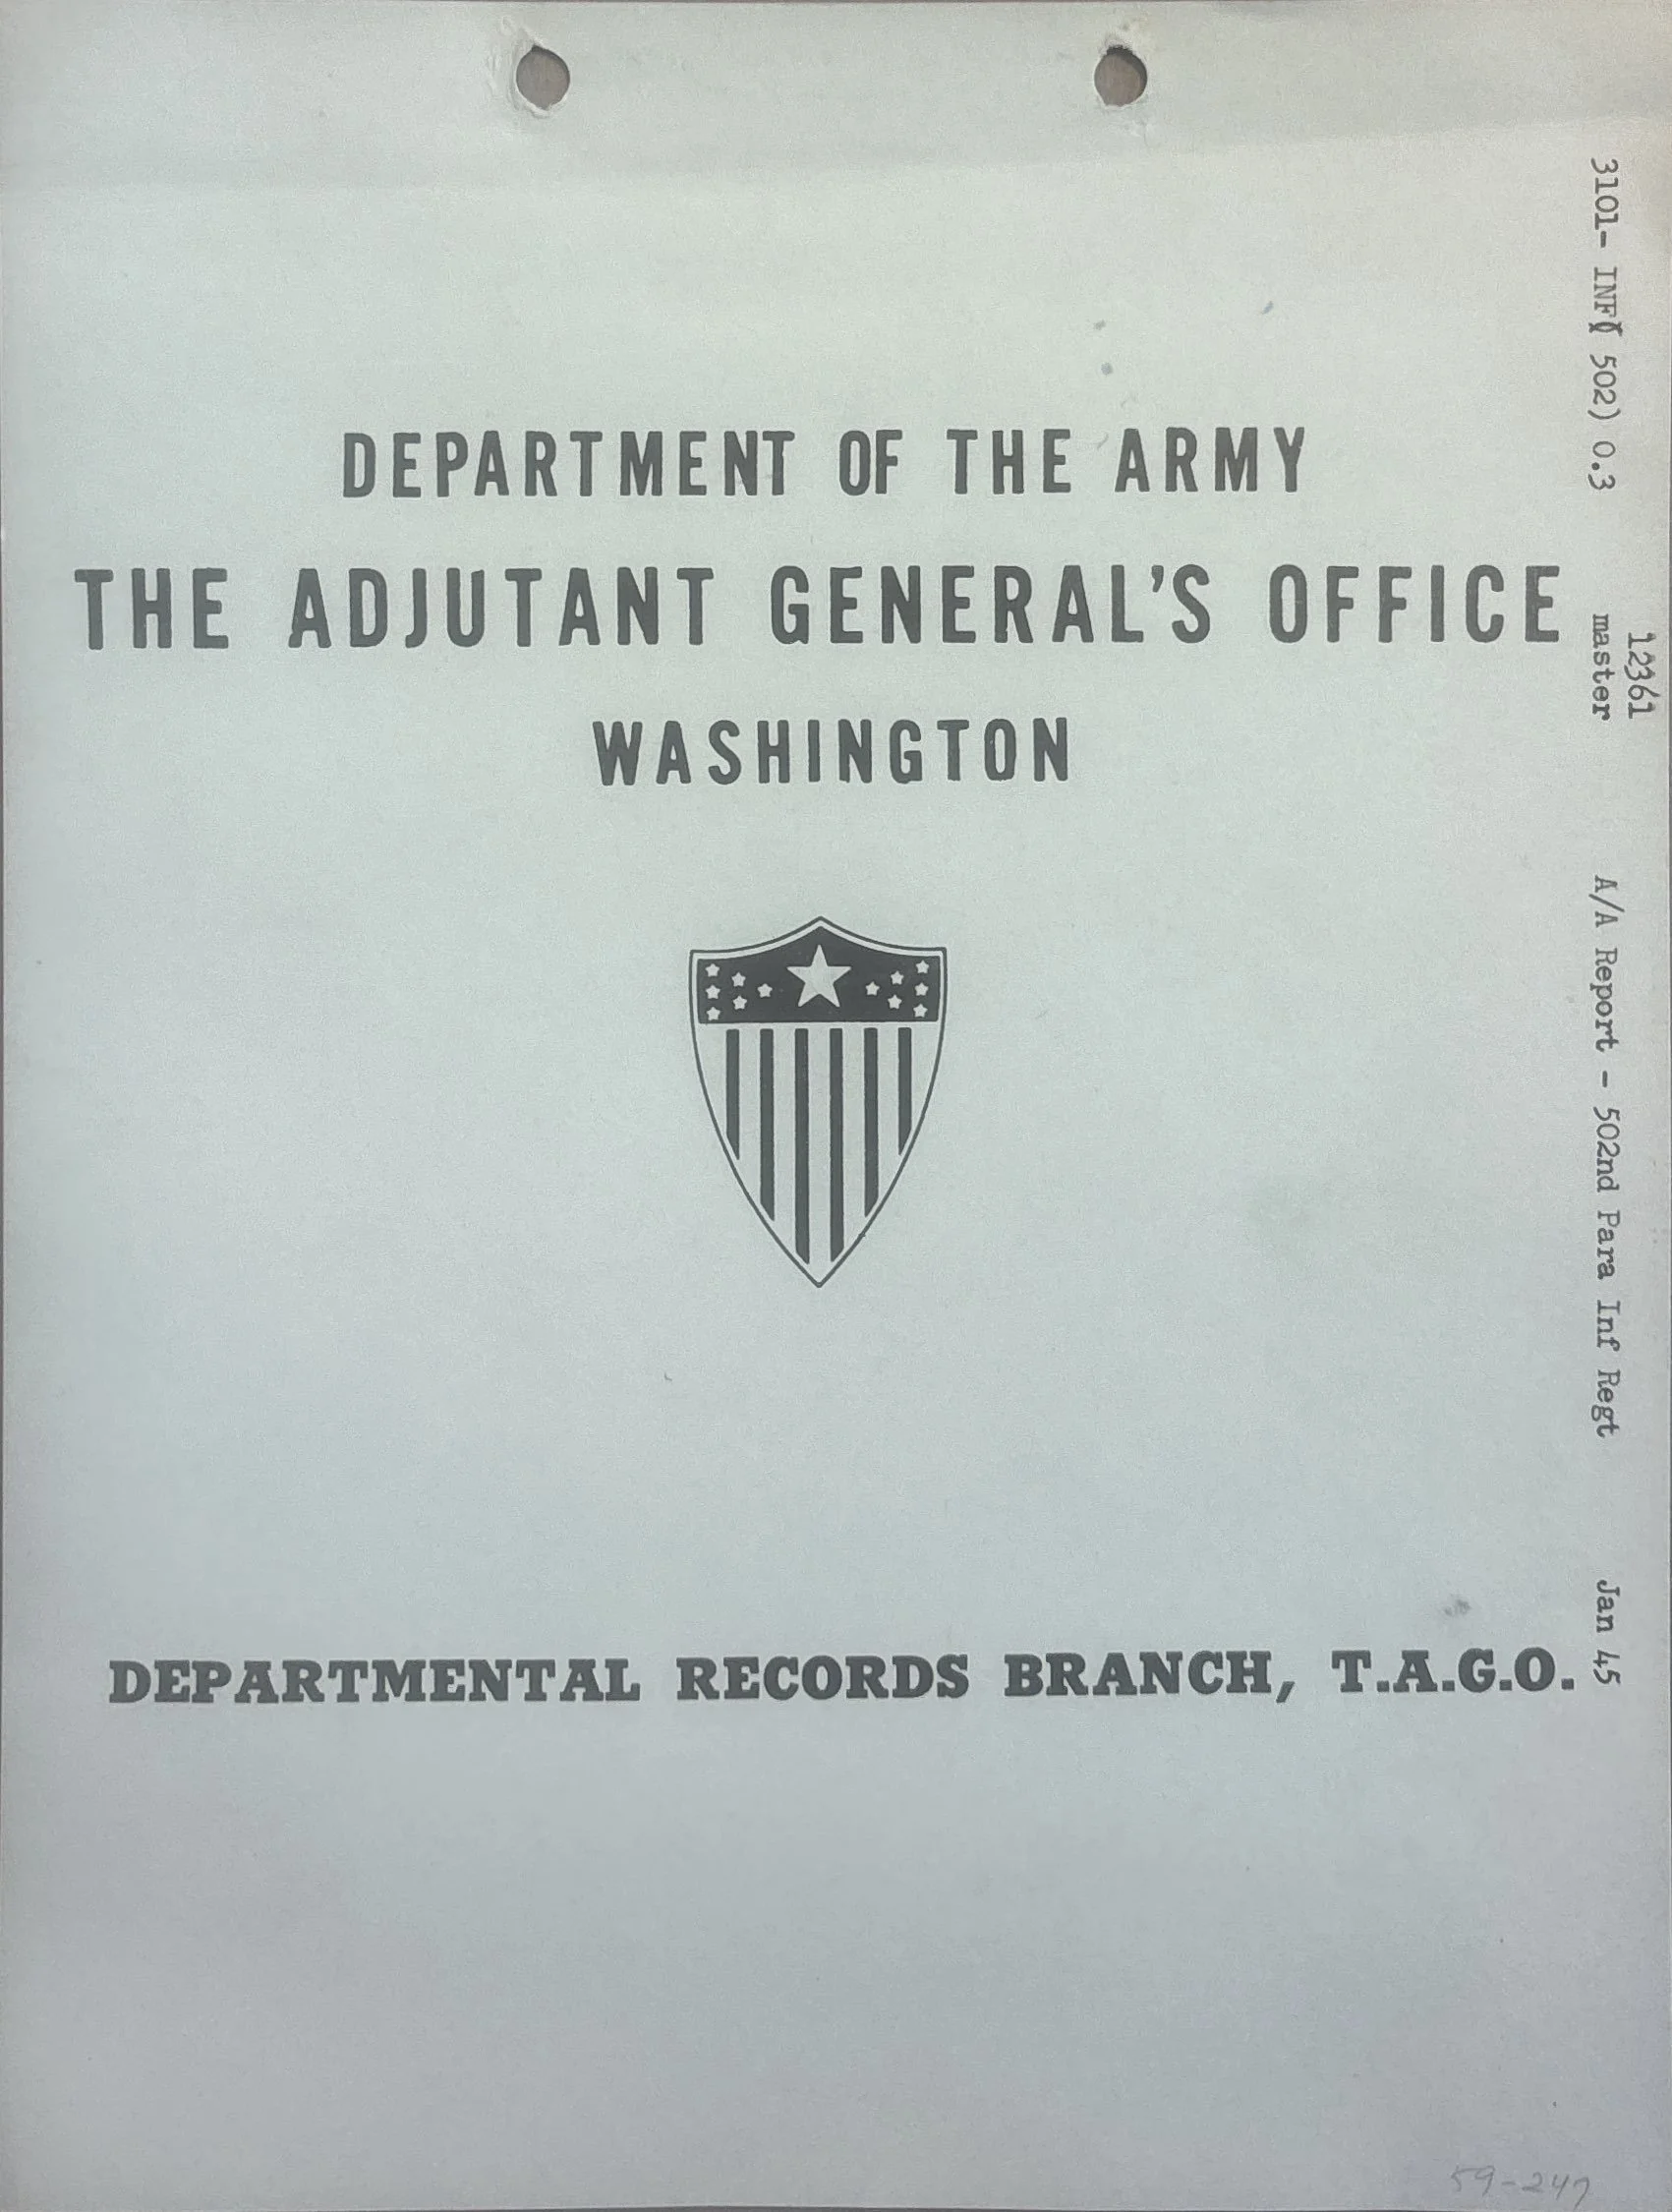 DEPARTMENT OF THE ARMY
THE ADJUTANT GENERAL'S OFFICE
WASHINGTON
DEPARTMENTAL RECORDS BRANCH, T.A.G.O.
3101- INF( 502) 0.3 master A/A Report - 502nd Para Inf Regt Jan 45
12361
59-247